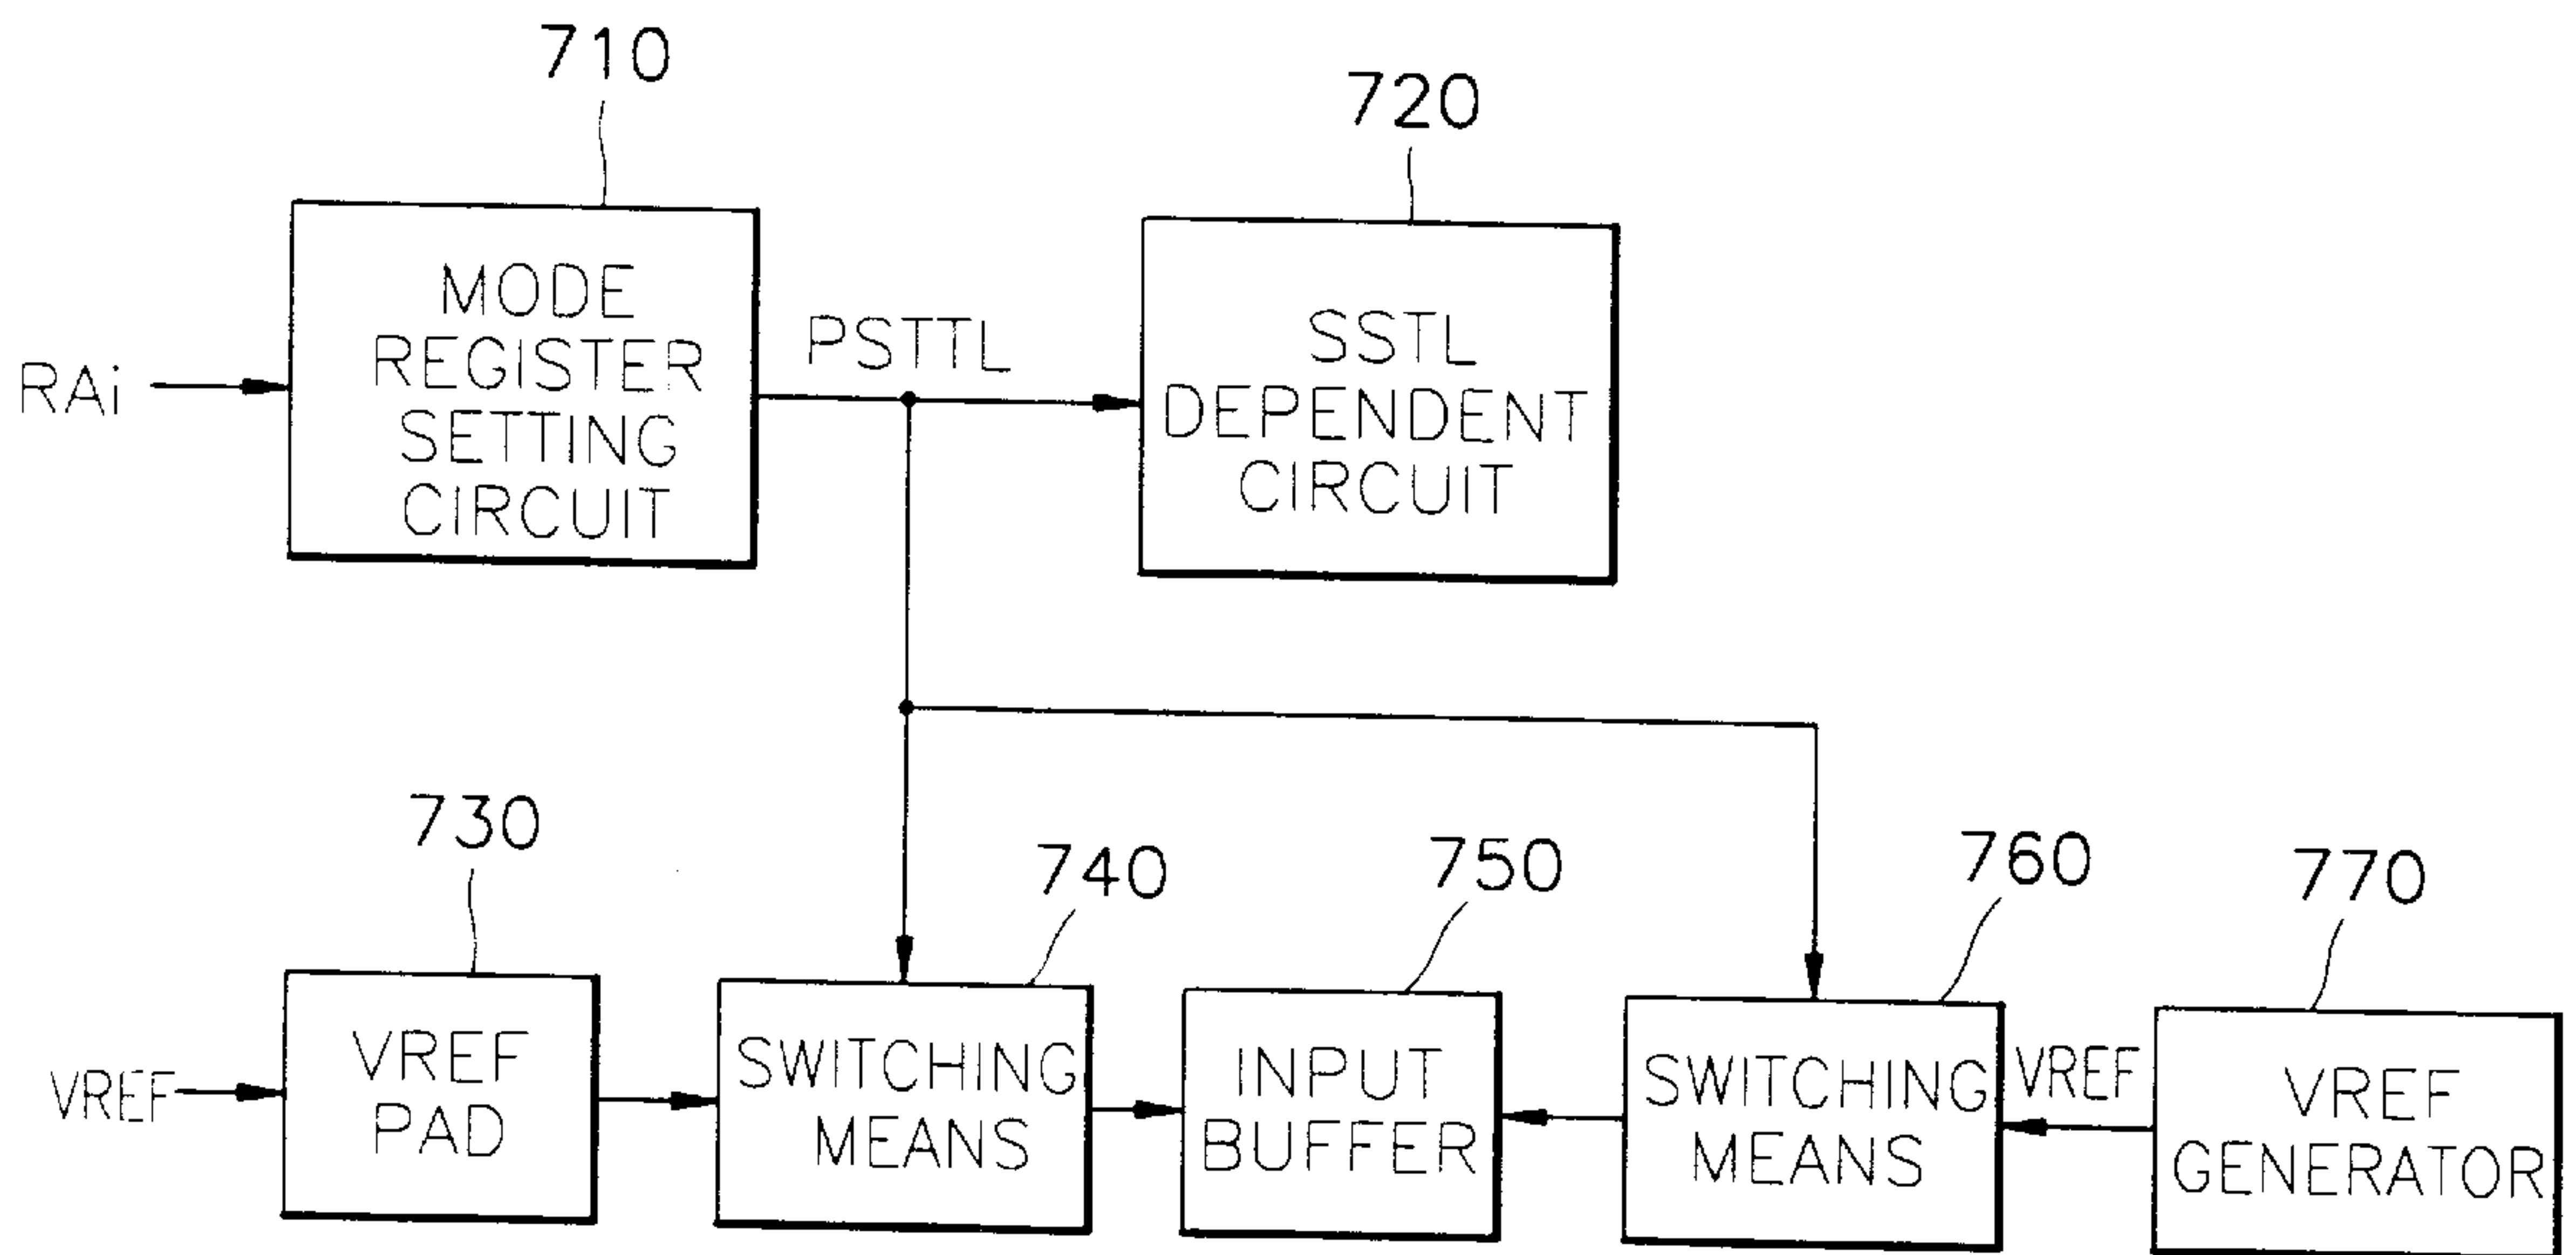 710
720
MODE
REGISTER
SETTING
CIRCUIT
RAi
PSTTL
SSTL
DEPENDENT
CIRCUIT
730
740
750
760
770
VREF
VREF
PAD
SWITCHING
MEANS
INPUT
BUFFER
SWITCHING
MEANS
VREF
VREF
GENERATOR